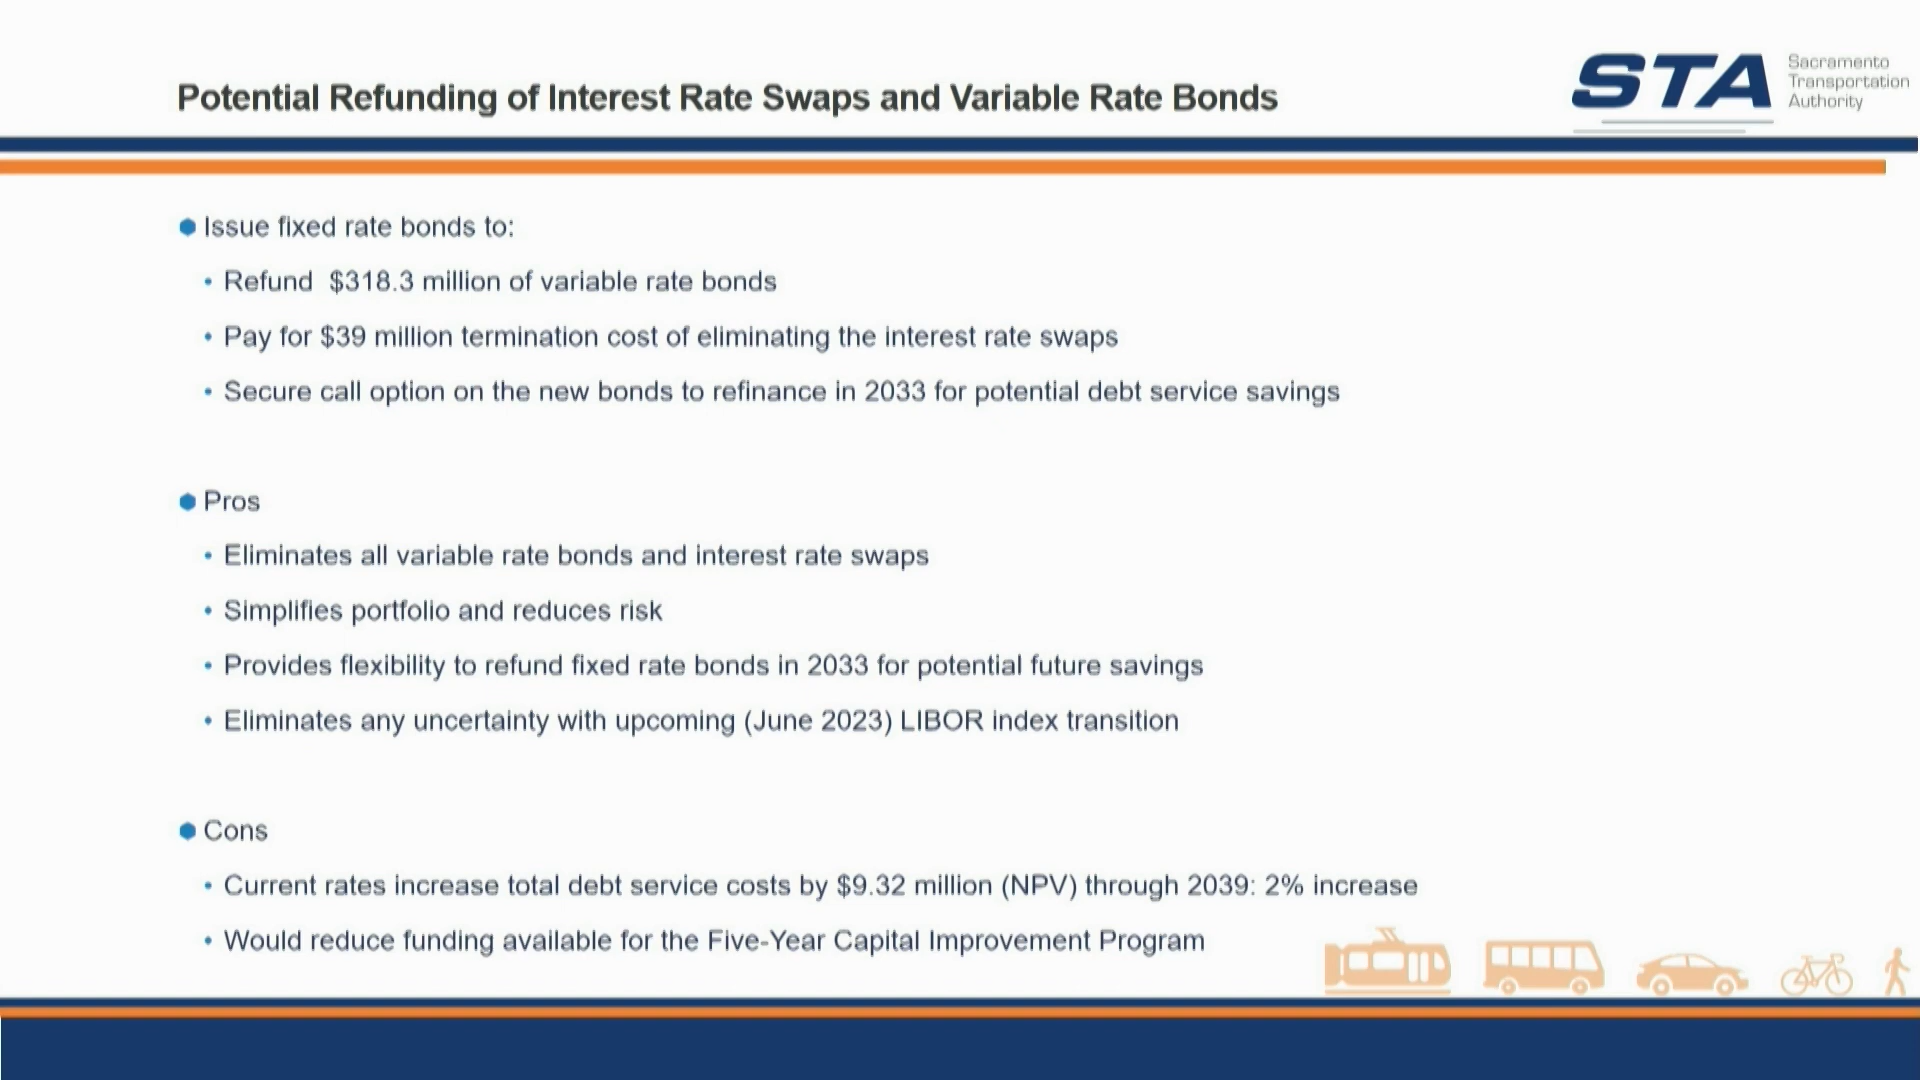 Potential Refunding of Interest Rate Swaps and Variable Rate Bonds
STA
Sacramento
Transportation
Authority
Issue fixed rate bonds to:
• Refund $318.3 million of variable rate bonds
• Pay for $39 million termination cost of eliminating the interest rate swaps
• Secure call option on the new bonds to refinance in 2033 for potential debt service savings
Pros
• Eliminates all variable rate bonds and interest rate swaps
• Simplifies portfolio and reduces risk
• Provides flexibility to refund fixed rate bonds in 2033 for potential future savings
• Eliminates any uncertainty with upcoming (June 2023) LIBOR index transition
Cons
• Current rates increase total debt service costs by $9.32 million (NPV) through 2039: 2% increase
• Would reduce funding available for the Five-Year Capital Improvement Program